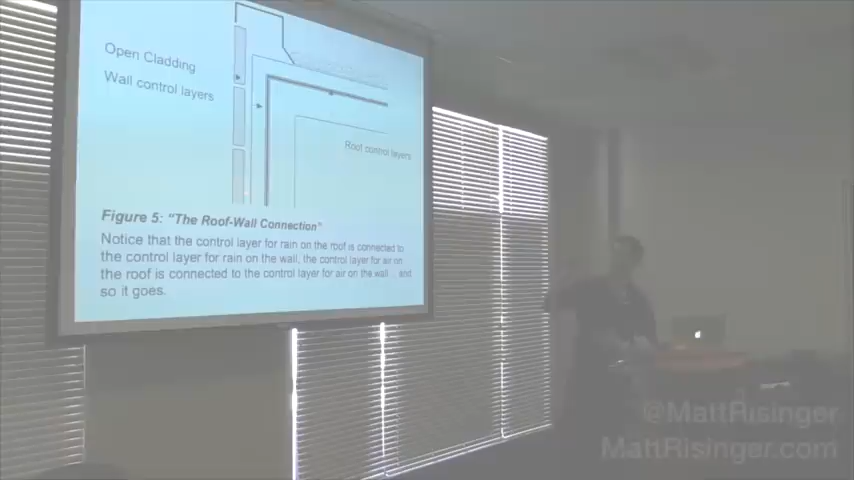 Open Cladding
Wall control layers
Roof control layers
Figure 5: "The Roof-Wall Connection"
Notice that the control layer for rain on the roof is connected to
the control layer for rain on the wall, the control layer for air on
the roof is connected to the control layer for air on the wall ... and
so it goes.
@MattRisinger
MattRisinger.com